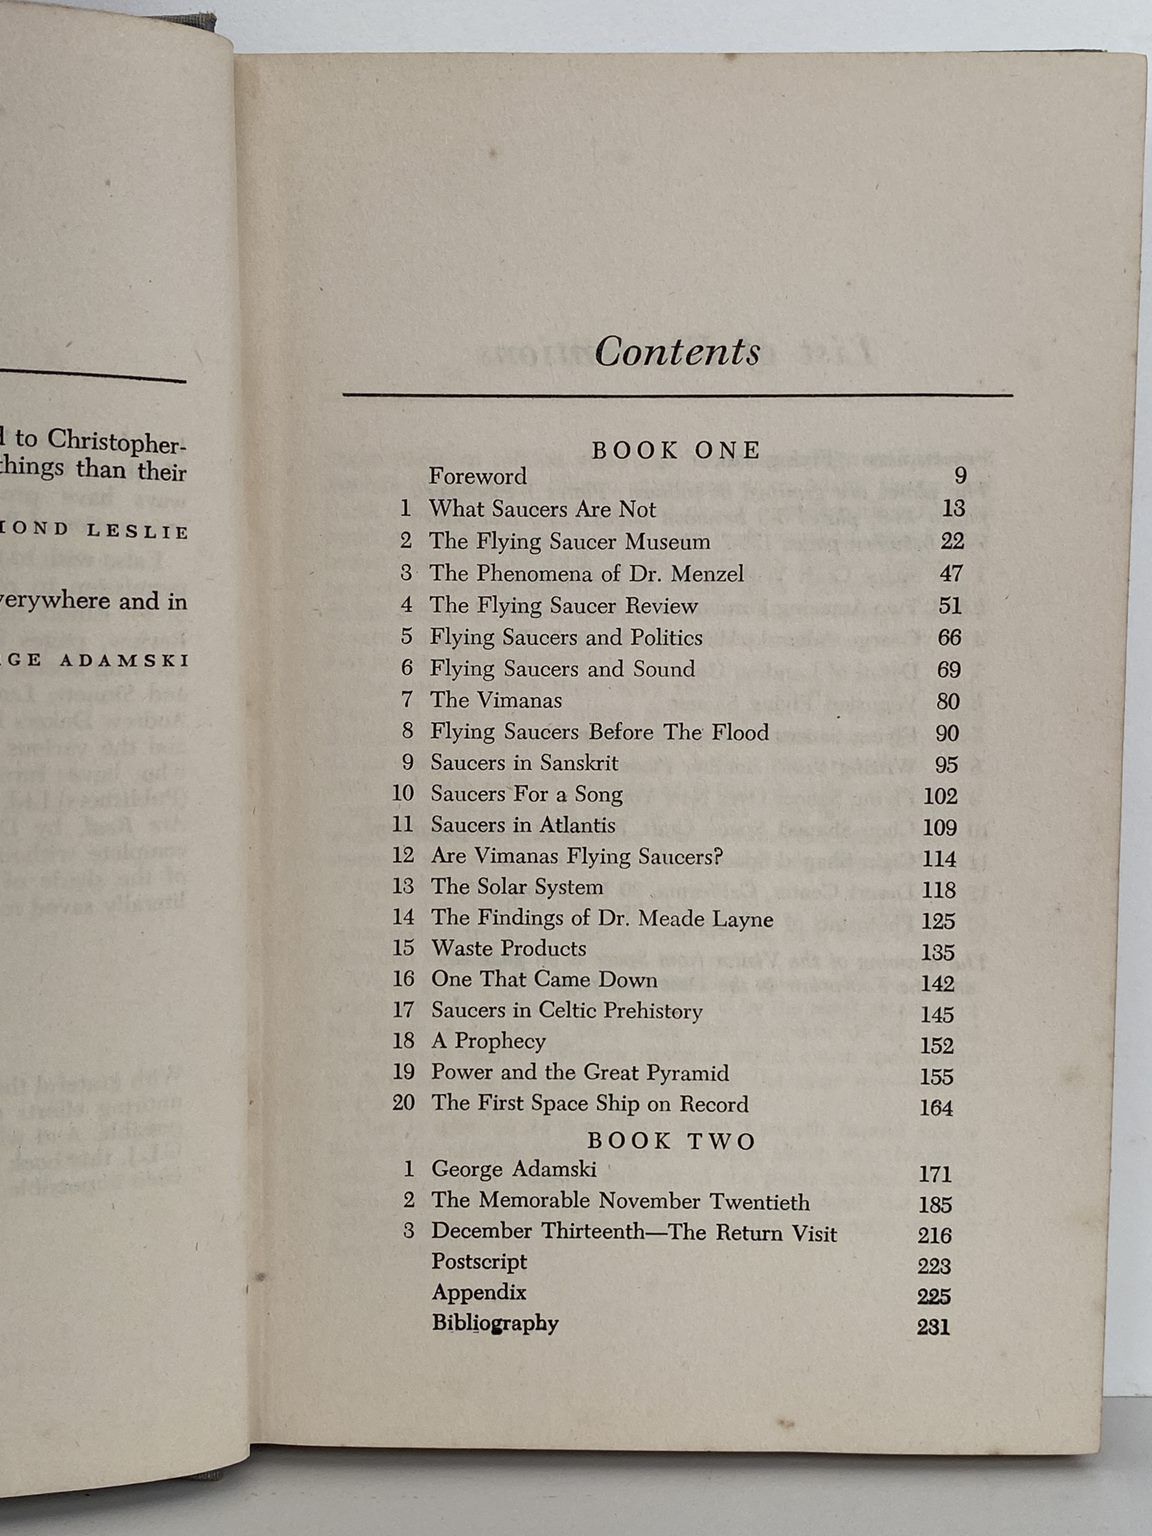 to Christopher-
things than their
LESLIE
everywhere and in
ADAMSKI
Contents
BOOK ONE
Foreword 9
1 What Saucers Are Not 13
2 The Flying Saucer Museum 22
3 The Phenomena of Dr. Menzel 47
4 The Flying Saucer Review 51
5 Flying Saucers and Politics 66
6 Flying Saucers and Sound 69
7 The Vimanas 80
8 Flying Saucers Before The Flood 90
9 Saucers in Sanskrit 95
10 Saucers For a Song 102
11 Saucers in Atlantis 109
12 Are Vimanas Flying Saucers? 114
13 The Solar System 118
14 The Findings of Dr. Meade Layne 125
15 Waste Products 135
16 One That Came Down 142
17 Saucers in Celtic Prehistory 145
18 A Prophecy 152
19 Power and the Great Pyramid 155
20 The First Space Ship on Record 164
BOOK TWO
1 George Adamski 171
2 The Memorable November Twentieth 185
3 December Thirteenth—The Return Visit 216
Postscript 223
Appendix 225
Bibliography 231